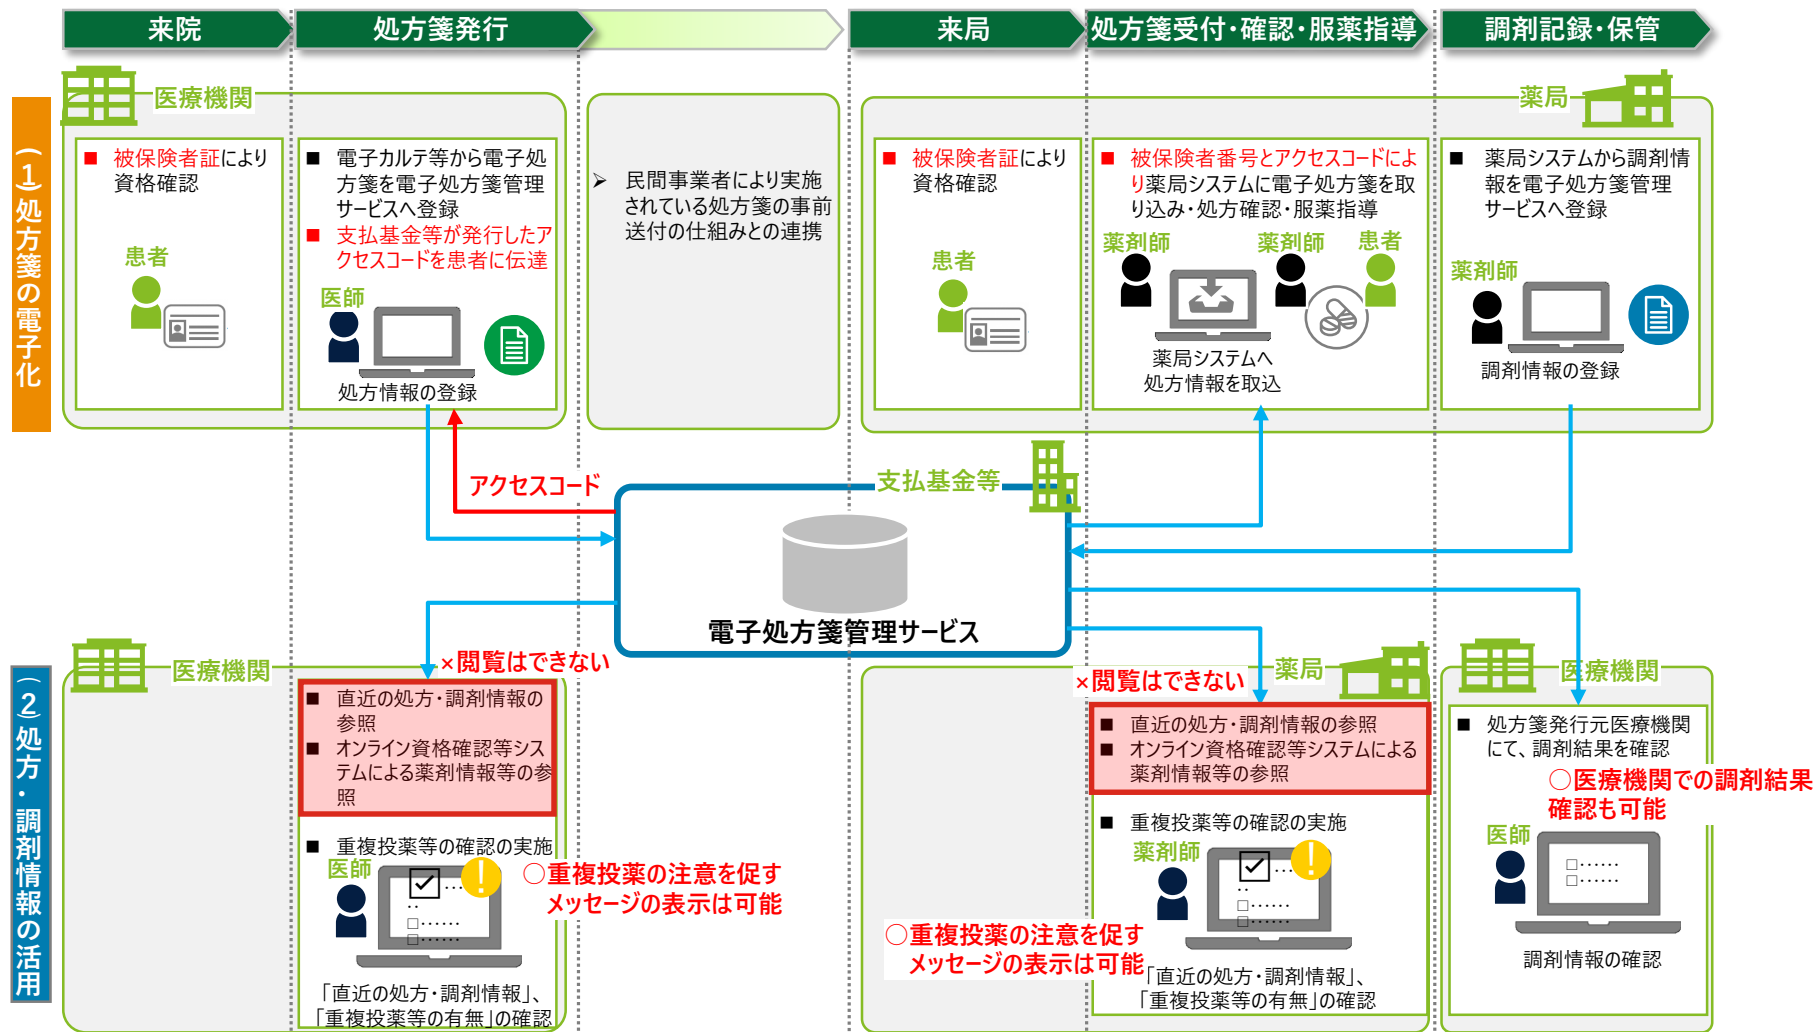 来院
処方箋発行
来局
処方箋受付・確認・服薬指導
調剤記録・保管
(1)処方箋の電子化
医療機関
薬局
■ 被保険者証により
資格確認
患者
■ 電子カルテ等から電子処
方箋を電子処方箋管理
サービスへ登録
■ 支払基金等が発行したア
クセスコードを患者に伝達
医師
処方情報の登録
➢ 民間事業者により実施
されている処方箋の事前
送付の仕組みとの連携
■ 被保険者証により
資格確認
患者
■ 被保険者番号とアクセスコードによ
り薬局システムに電子処方箋を取
り込み・処方確認・服薬指導
薬剤師
薬剤師
患者
薬局システムへ
処方情報を取込
■ 薬局システムから調剤情
報を電子処方箋管理
サービスへ登録
薬剤師
調剤情報の登録
アクセスコード
支払基金等
電子処方箋管理サービス
(2)処方・調剤情報の活用
医療機関
×閲覧はできない
■ 直近の処方・調剤情報の
参照
■ オンライン資格確認等シス
テムによる薬剤情報等の参
照
■ 重複投薬等の確認の実施
医師
○重複投薬の注意を促す
メッセージの表示は可能
「直近の処方・調剤情報」、
「重複投薬等の有無」の確認
薬局
×閲覧はできない
■ 直近の処方・調剤情報の参照
■ オンライン資格確認等システムによる
薬剤情報等の参照
■ 重複投薬等の確認の実施
薬剤師
○重複投薬の注意を促す
メッセージの表示は可能
「直近の処方・調剤情報」、
「重複投薬等の有無」の確認
医療機関
■ 処方箋発行元医療機関
にて、調剤結果を確認
○医療機関での調剤結果
確認も可能
医師
調剤情報の確認